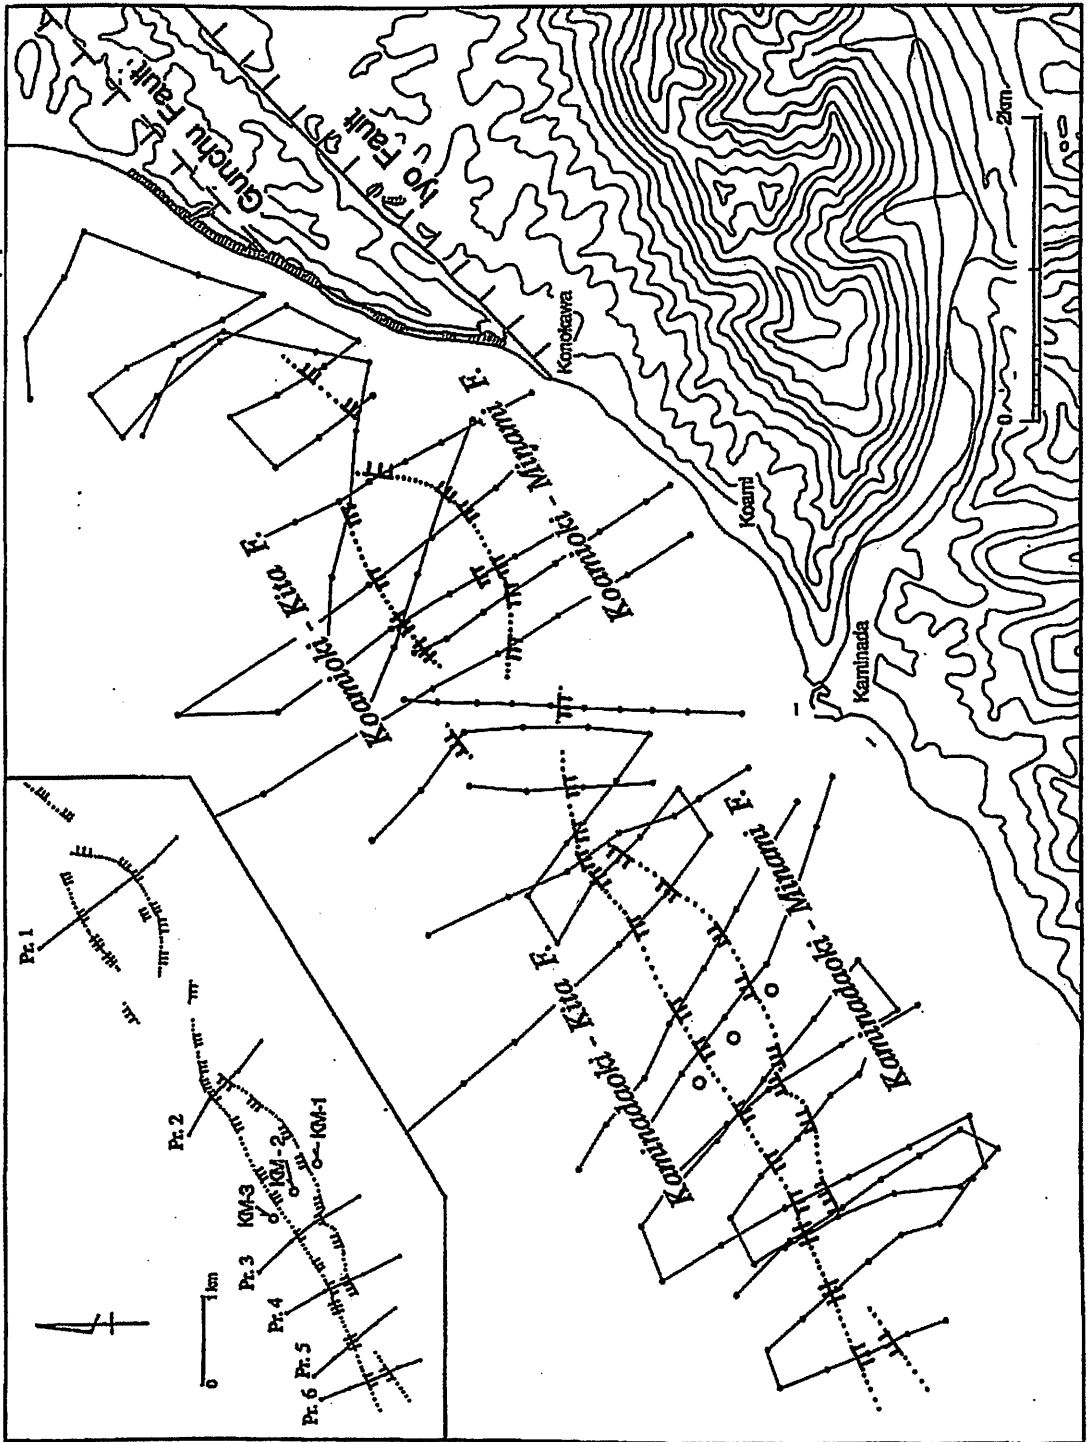 Gunchu Fault
Iyo Fault
Konokawa
Koami
Kaminada
0
2km
Koamioki - Kita F.
Koamioki - Minami F.
Kaminadaoki - Kita F.
Kaminadaoki - Minami F.
Pr. 1
Pr. 2
Pr. 3
Pr. 4
Pr. 5
Pr. 6
KM-3
KM-2
KM-1
0
1km